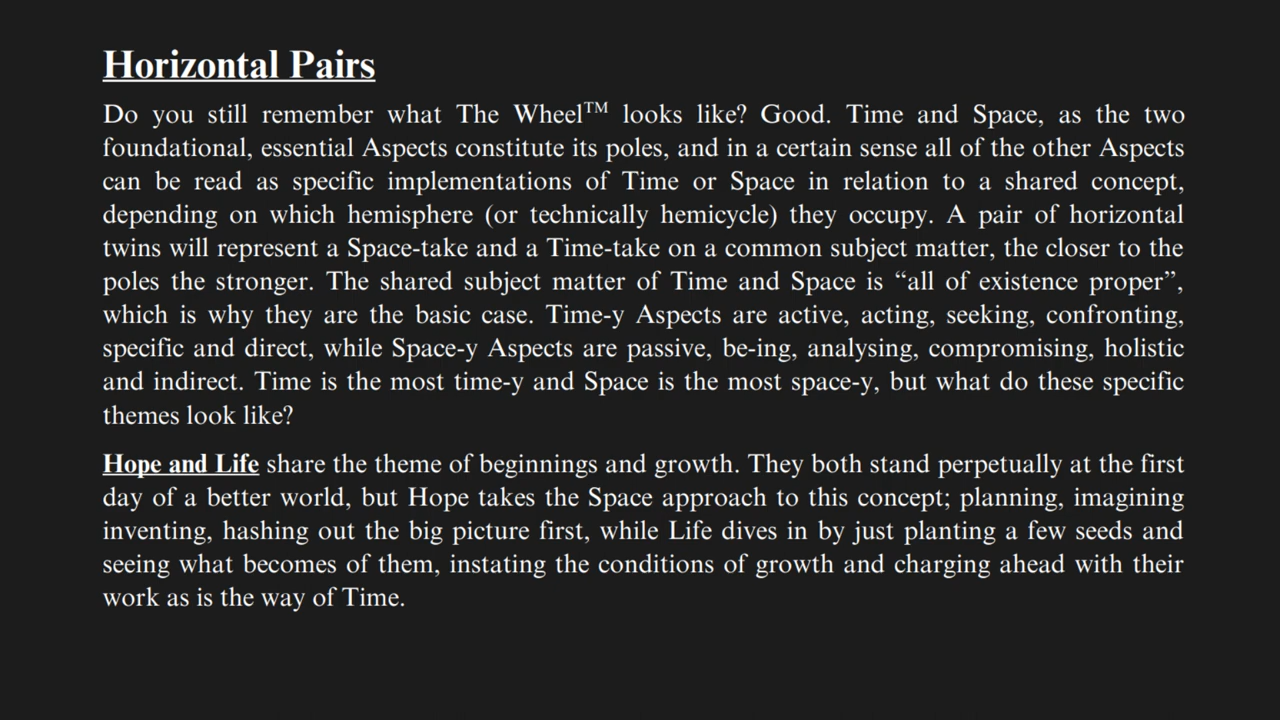 Horizontal Pairs
Do you still remember what The Wheel™ looks like? Good. Time and Space, as the two
foundational, essential Aspects constitute its poles, and in a certain sense all of the other Aspects
can be read as specific implementations of Time or Space in relation to a shared concept,
depending on which hemisphere (or technically hemicycle) they occupy. A pair of horizontal
twins will represent a Space-take and a Time-take on a common subject matter, the closer to the
poles the stronger. The shared subject matter of Time and Space is “all of existence proper”,
which is why they are the basic case. Time-y Aspects are active, acting, seeking, confronting,
specific and direct, while Space-y Aspects are passive, be-ing, analysing, compromising, holistic
and indirect. Time is the most time-y and Space is the most space-y, but what do these specific
themes look like?
Hope and Life share the theme of beginnings and growth. They both stand perpetually at the first
day of a better world, but Hope takes the Space approach to this concept; planning, imagining
inventing, hashing out the big picture first, while Life dives in by just planting a few seeds and
seeing what becomes of them, instating the conditions of growth and charging ahead with their
work as is the way of Time.